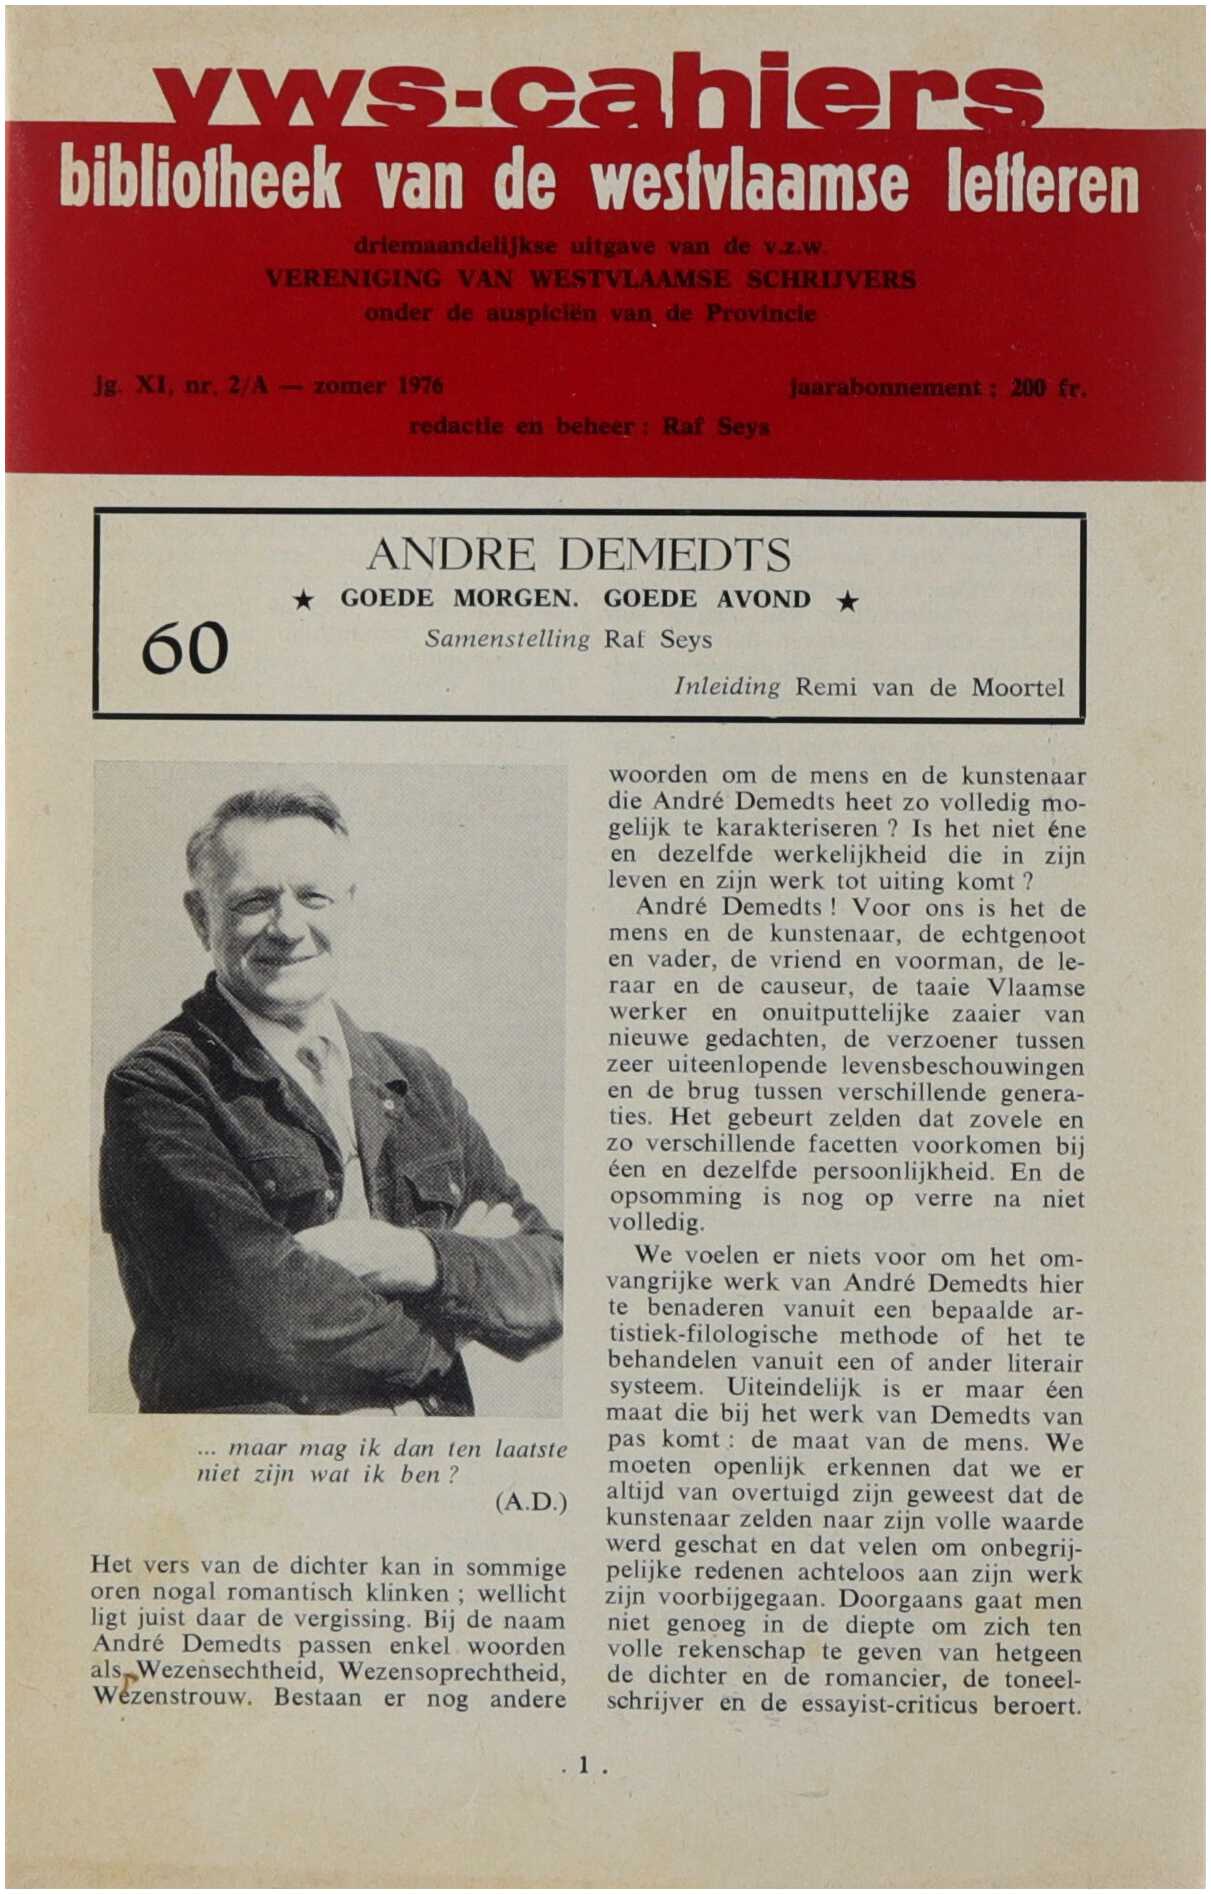 vws-cahiers
bibliotheek van de westvlaamse letteren
driemaandelijkse uitgave van de v.z.w.
VERENIGING VAN WESTVLAAMSE SCHRIJVERS
onder de auspiciën van de Provincie
jg. XI, nr. 2/A — zomer 1976
jaarabonnement : 200 fr.
redactie en beheer : Raf Seys
ANDRE DEMEDTS
★ GOEDE MORGEN. GOEDE AVOND ★
60
Samenstelling Raf Seys
Inleiding Remi van de Moortel
... maar mag ik dan ten laatste
niet zijn wat ik ben ?
(A.D.)
Het vers van de dichter kan in sommige
oren nogal romantisch klinken ; wellicht
ligt juist daar de vergissing. Bij de naam
André Demedts passen enkel woorden
als Wezensechtheid, Wezensoprechtheid,
Wezenstrouw. Bestaan er nog andere
woorden om de mens en de kunstenaar
die André Demedts heet zo volledig mo-
gelijk te karakteriseren ? Is het niet éne
en dezelfde werkelijkheid die in zijn
leven en zijn werk tot uiting komt ?
André Demedts ! Voor ons is het de
mens en de kunstenaar, de echtgenoot
en vader, de vriend en voorman, de le-
raar en de causeur, de taaie Vlaamse
werker en onuitputtelijke zaaier van
nieuwe gedachten, de verzoener tussen
zeer uiteenlopende levensbeschouwingen
en de brug tussen verschillende genera-
ties. Het gebeurt zelden dat zovele en
zo verschillende facetten voorkomen bij
éen en dezelfde persoonlijkheid. En de
opsomming is nog op verre na niet
volledig.
We voelen er niets voor om het om-
vangrijke werk van André Demedts hier
te benaderen vanuit een bepaalde ar-
tistiek-filologische methode of het te
behandelen vanuit een of ander literair
systeem. Uiteindelijk is er maar éen
maat die bij het werk van Demedts van
pas komt : de maat van de mens. We
moeten openlijk erkennen dat we er
altijd van overtuigd zijn geweest dat de
kunstenaar zelden naar zijn volle waarde
werd geschat en dat velen om onbegrij-
pelijke redenen achteloos aan zijn werk
zijn voorbijgegaan. Doorgaans gaat men
niet genoeg in de diepte om zich ten
volle rekenschap te geven van hetgeen
de dichter en de romancier, de toneel-
schrijver en de essayist-criticus beroert.
. 1 .